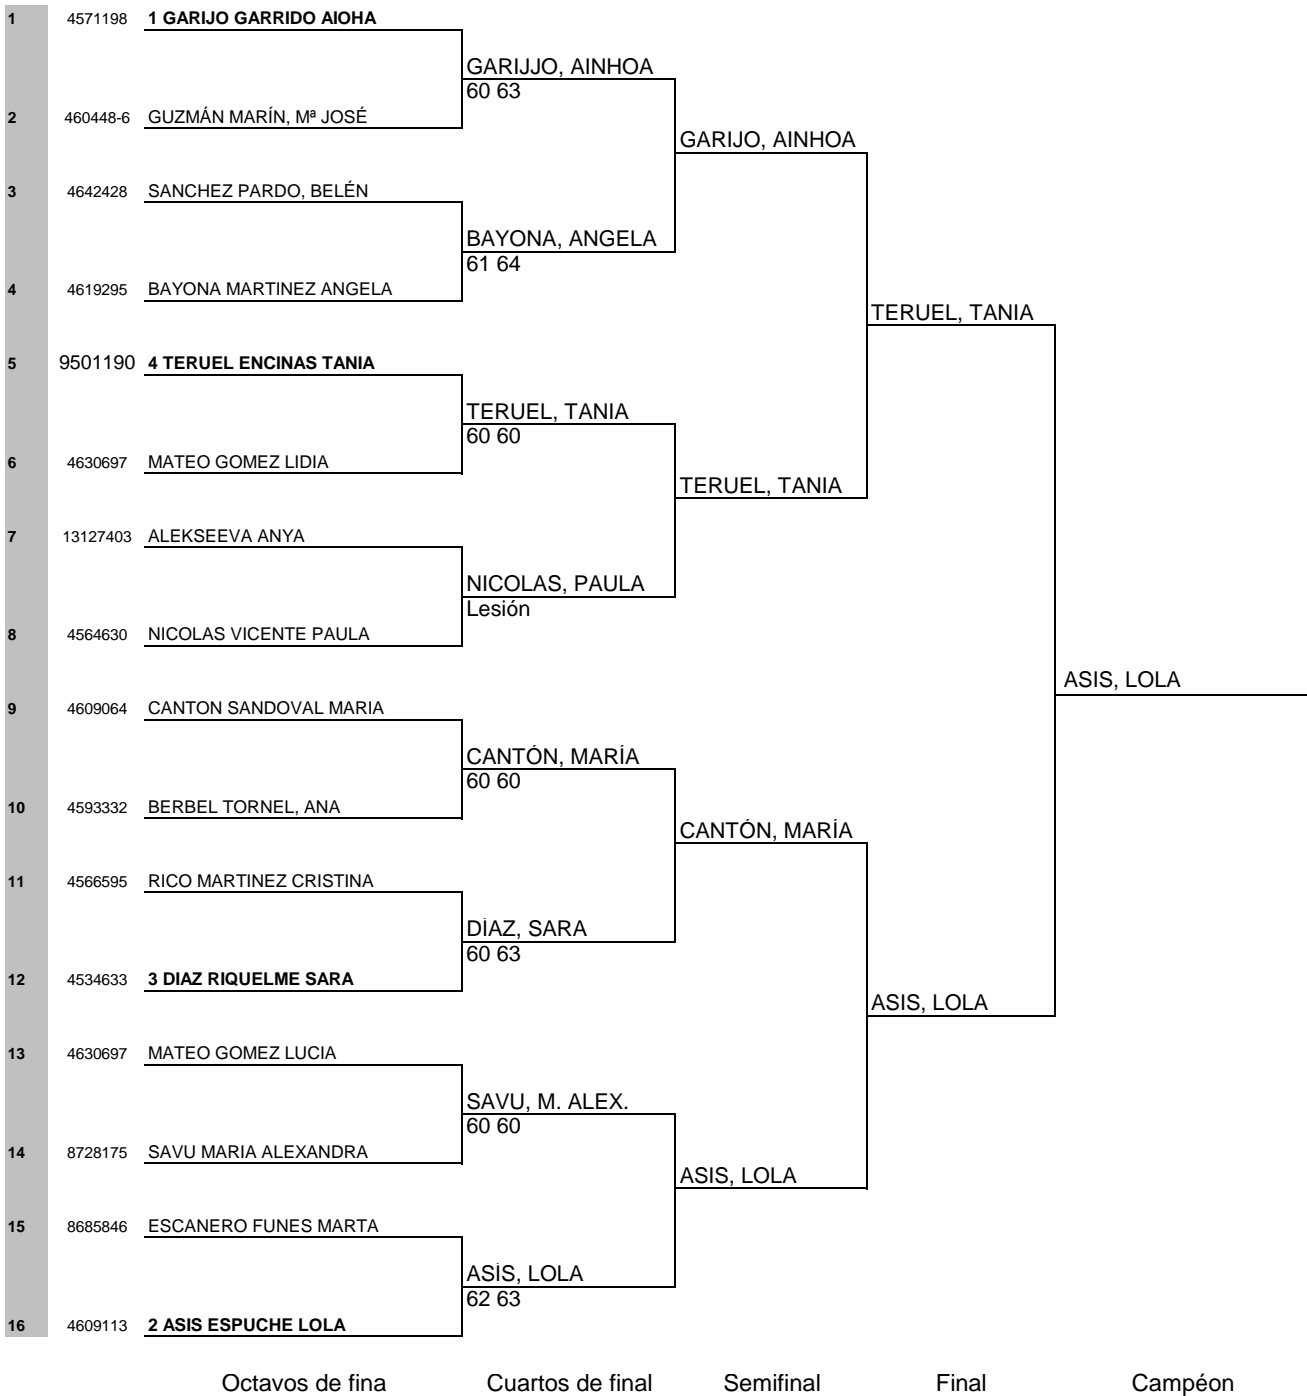 1 4571198 1 GARIJO GARRIDO AIOHA
GARIJJO, AINHOA
60 63
2 460448-6 GUZMÁN MARÍN, Mª JOSÉ
GARIJO, AINHOA
3 4642428 SANCHEZ PARDO, BELÉN
BAYONA, ANGELA
61 64
4 4619295 BAYONA MARTINEZ ANGELA
TERUEL, TANIA
5 9501190 4 TERUEL ENCINAS TANIA
TERUEL, TANIA
60 60
6 4630697 MATEO GOMEZ LIDIA
TERUEL, TANIA
7 13127403 ALEKSEEVA ANYA
NICOLAS, PAULA
Lesión
8 4564630 NICOLAS VICENTE PAULA
ASIS, LOLA
9 4609064 CANTON SANDOVAL MARIA
CANTÓN, MARÍA
60 60
10 4593332 BERBEL TORNEL, ANA
CANTÓN, MARÍA
11 4566595 RICO MARTINEZ CRISTINA
DÍAZ, SARA
60 63
12 4534633 3 DIAZ RIQUELME SARA
ASIS, LOLA
13 4630697 MATEO GOMEZ LUCIA
SAVU, M. ALEX.
60 60
14 8728175 SAVU MARIA ALEXANDRA
ASIS, LOLA
15 8685846 ESCANERO FUNES MARTA
ASÍS, LOLA
62 63
16 4609113 2 ASIS ESPUCHE LOLA
Octavos de fina Cuartos de final Semifinal Final Campéon